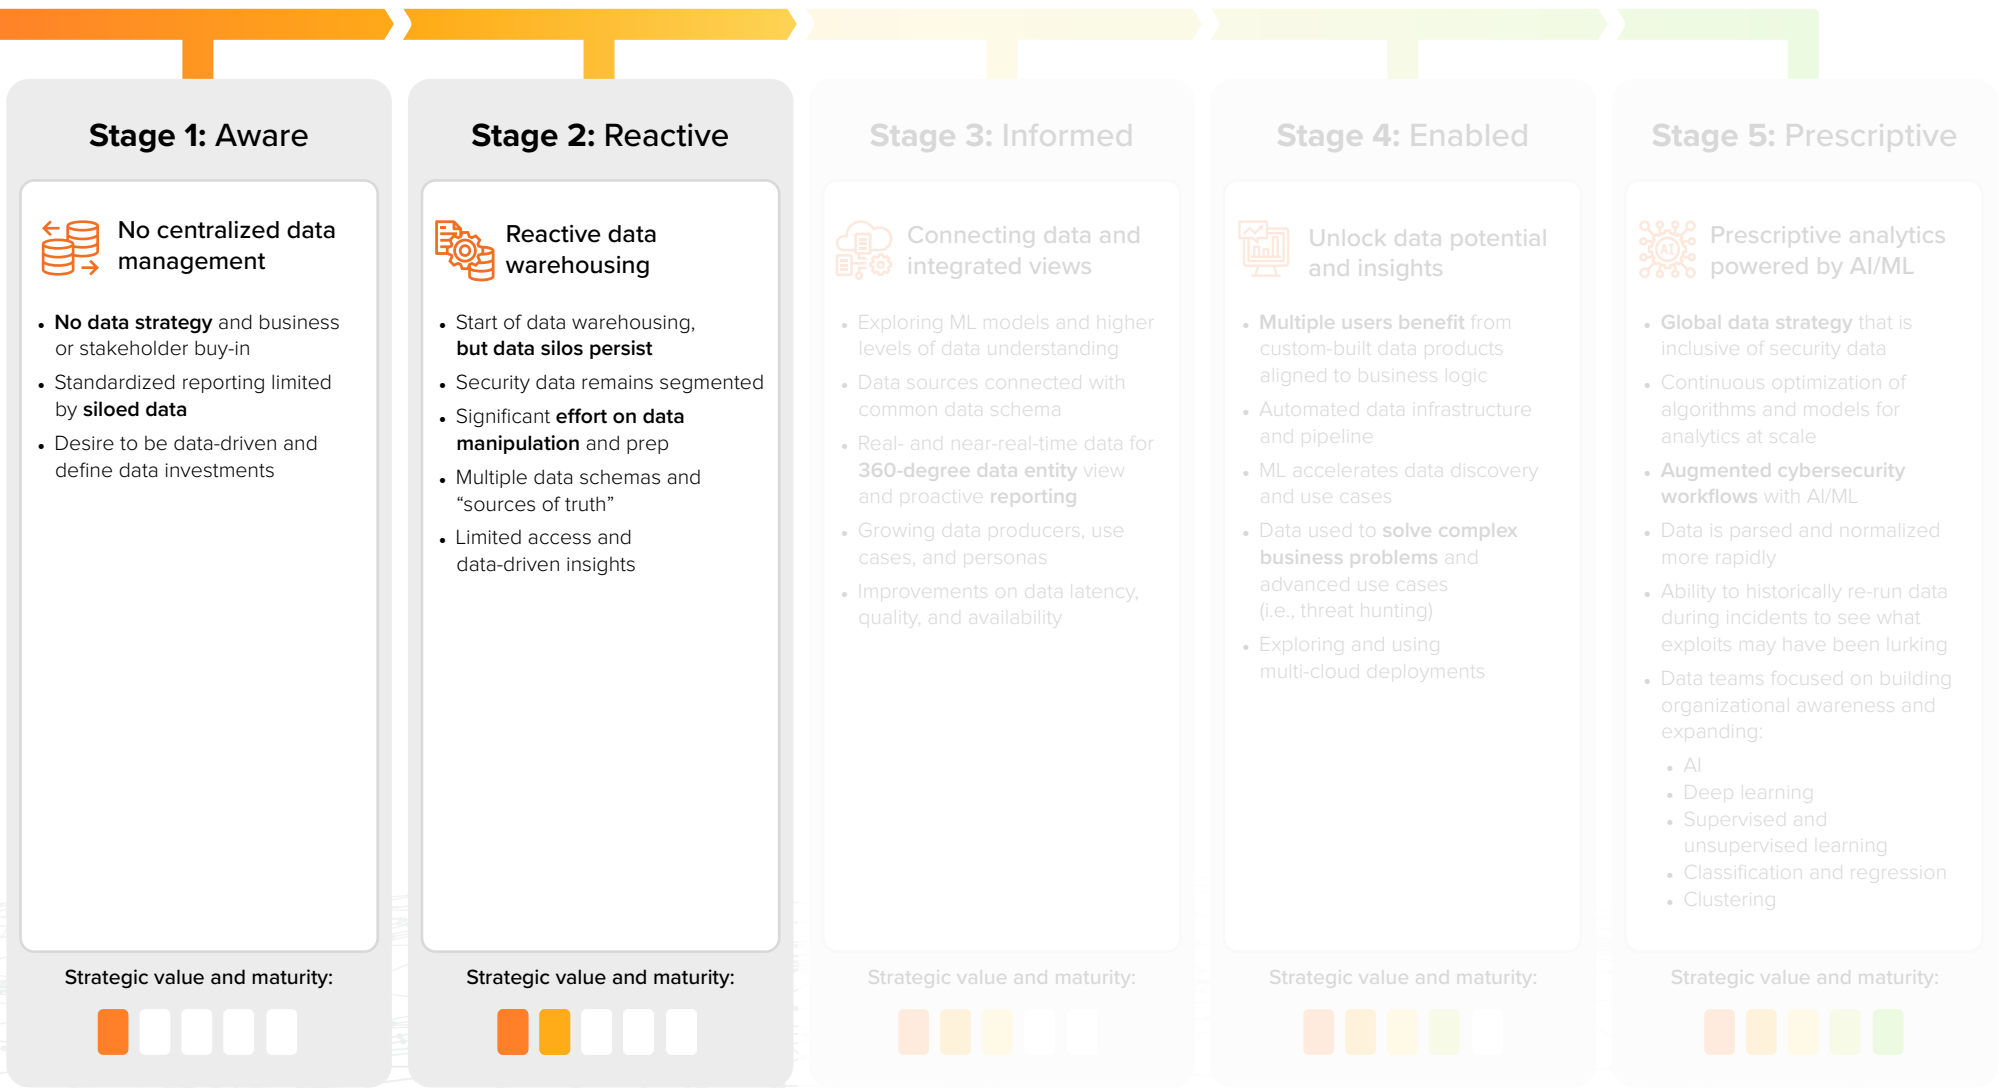 Stage 1: Aware
No centralized data
management
• No data strategy and business
or stakeholder buy-in
• Standardized reporting limited
by siloed data
• Desire to be data-driven and
define data investments
Strategic value and maturity:
Stage 2: Reactive
Reactive data
warehousing
• Start of data warehousing,
but data silos persist
• Security data remains segmented
• Significant effort on data
manipulation and prep
• Multiple data schemas and
“sources of truth”
• Limited access and
data-driven insights
Strategic value and maturity:
Stage 3: Informed
Connecting data and
integrated views
• Exploring ML models and higher
levels of data understanding
• Data sources connected with
common data schema
• Real- and near-real-time data for
360-degree data entity view
and proactive reporting
• Growing data producers, use
cases, and personas
• Improvements on data latency,
quality, and availability
Strategic value and maturity:
Stage 4: Enabled
Unlock data potential
and insights
• Multiple users benefit from
custom-built data products
aligned to business logic
• Automated data infrastructure
and pipeline
• ML accelerates data discovery
and use cases
• Data used to solve complex
business problems and
advanced use cases
(i.e., threat hunting)
• Exploring and using
multi-cloud deployments
Strategic value and maturity:
Stage 5: Prescriptive
AI
Prescriptive analytics
powered by AI/ML
• Global data strategy that is
inclusive of security data
• Continuous optimization of
algorithms and models for
analytics at scale
• Augmented cybersecurity
workflows with AI/ML
• Data is parsed and normalized
more rapidly
• Ability to historically re-run data
during incidents to see what
exploits may have been lurking
• Data teams focused on building
organizational awareness and
expanding:
• AI
• Deep learning
• Supervised and
unsupervised learning
• Classification and regression
• Clustering
Strategic value and maturity: